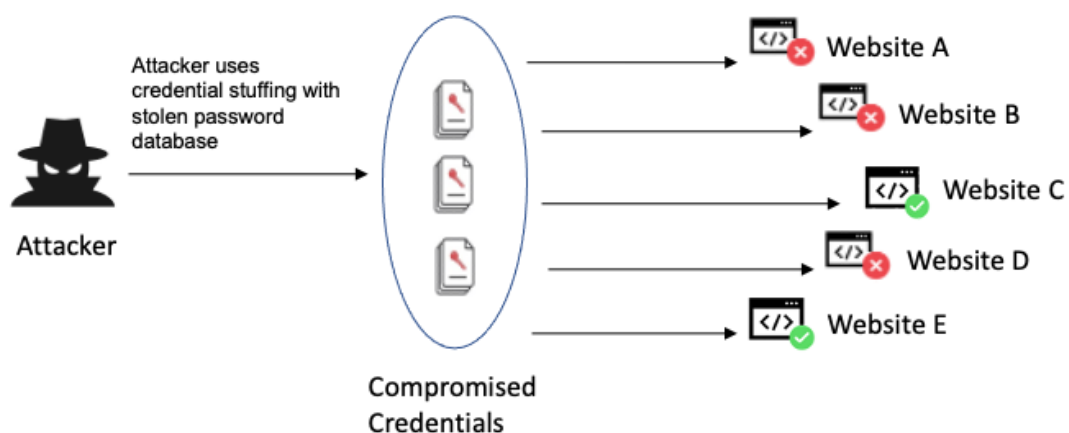 Attacker uses
credential stuffing with
stolen password
database
Attacker
Compromised
Credentials
</> Website A
</> Website B
</> Website C
</> Website D
</> Website E